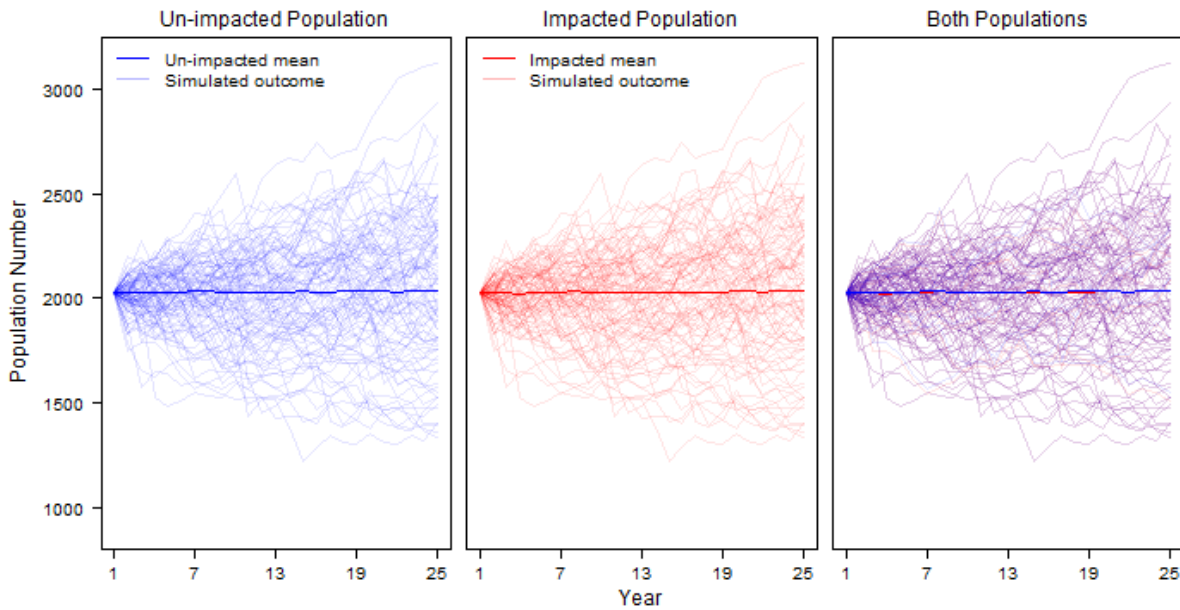 Un-impacted Population
Impacted Population
Both Populations
Un-impacted mean
Simulated outcome
Impacted mean
Simulated outcome
Population Number
3000
2500
2000
1500
1000
1 7 13 19 25
1 7 13 19 25
1 7 13 19 25
Year